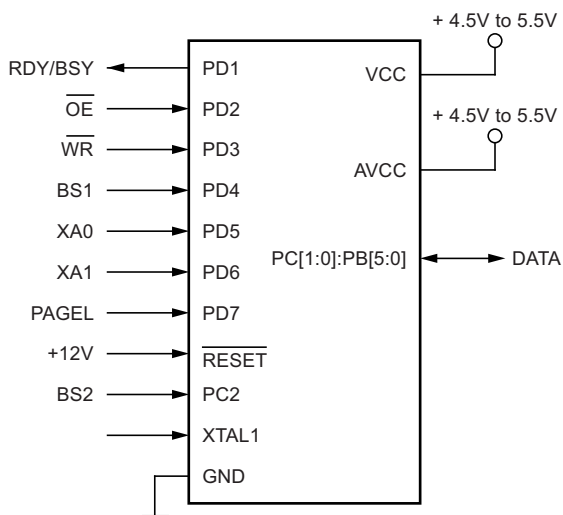 + 4.5V to 5.5V
RDY/BSY PD1 VCC
OE PD2 + 4.5V to 5.5V
WR PD3
BS1 PD4 AVCC
XA0 PD5
XA1 PD6 PC[1:0]:PB[5:0] DATA
PAGEL PD7
+12V RESET
BS2 PC2
XTAL1
GND